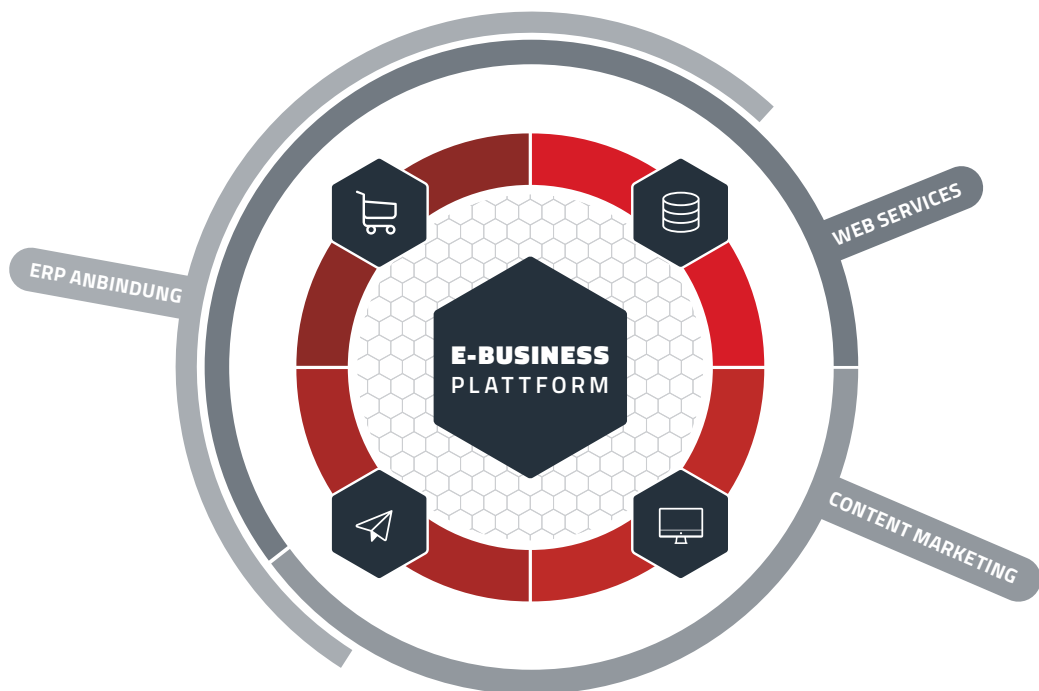 WEB SERVICES
ERP ANBINDUNG
E-BUSINESS
PLATTFORM
CONTENT MARKETING